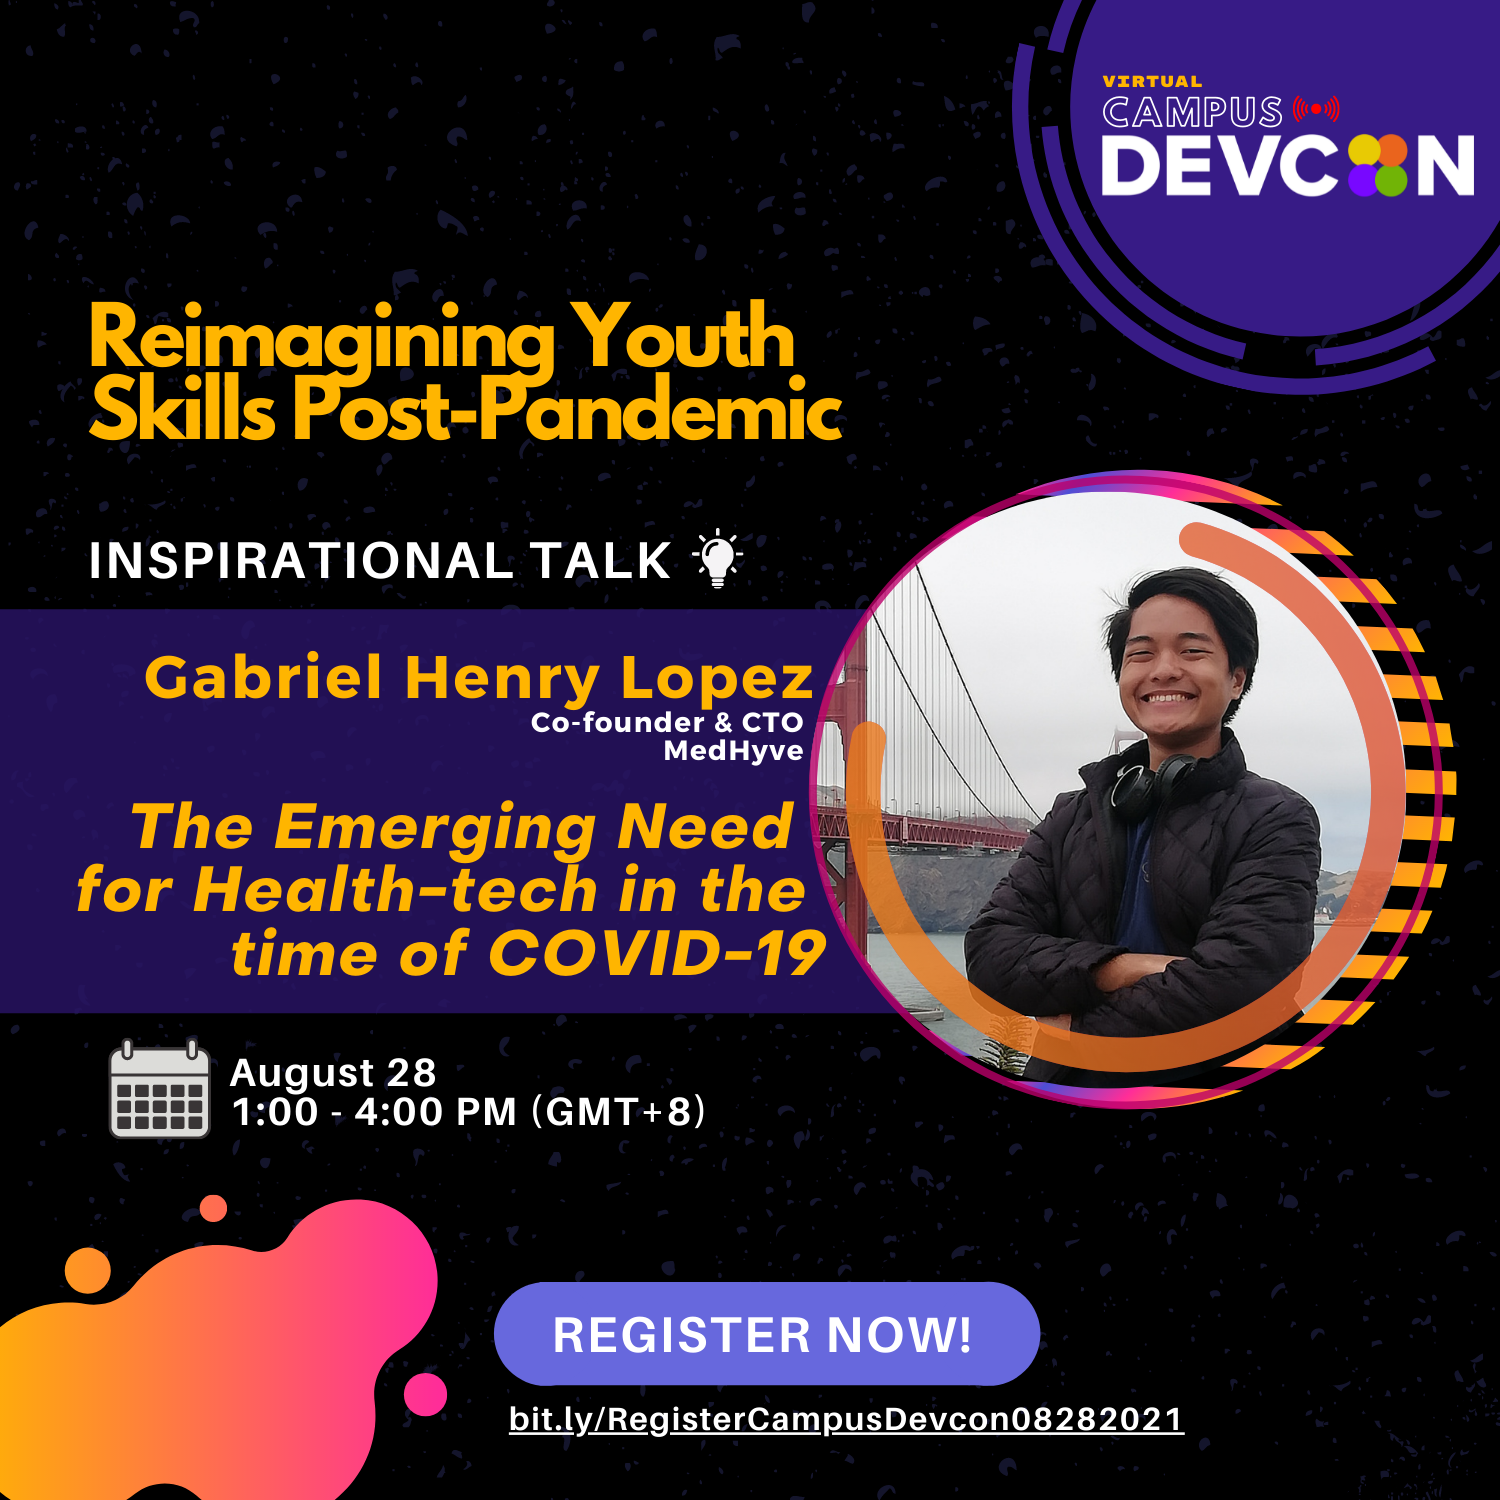 VIRTUAL
CAMPUS
DEVCON
Reimagining Youth
Skills Post-Pandemic
INSPIRATIONAL TALK
Gabriel Henry Lopez
Co-founder & CTO
MedHyve
The Emerging Need
for Health-tech in the
time of COVID-19
August 28
1:00 - 4:00 PM (GMT+8)
REGISTER NOW!
bit.ly/RegisterCampusDevcon08282021